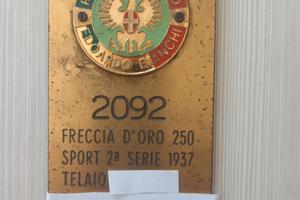 EDOARDO BIANCHI
2092
FRECCIA D'ORO 250
SPORT 2ª SERIE 1937
TELAIO